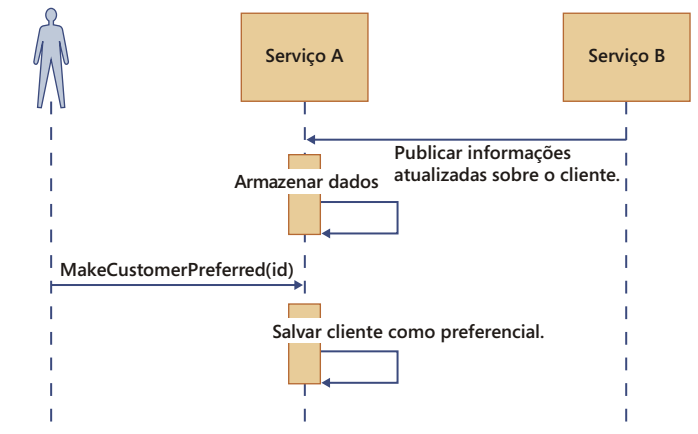 Serviço A
Serviço B
Publicar informações
atualizadas sobre o cliente.
Armazenar dados
MakeCustomerPreferred(id)
Salvar cliente como preferencial.